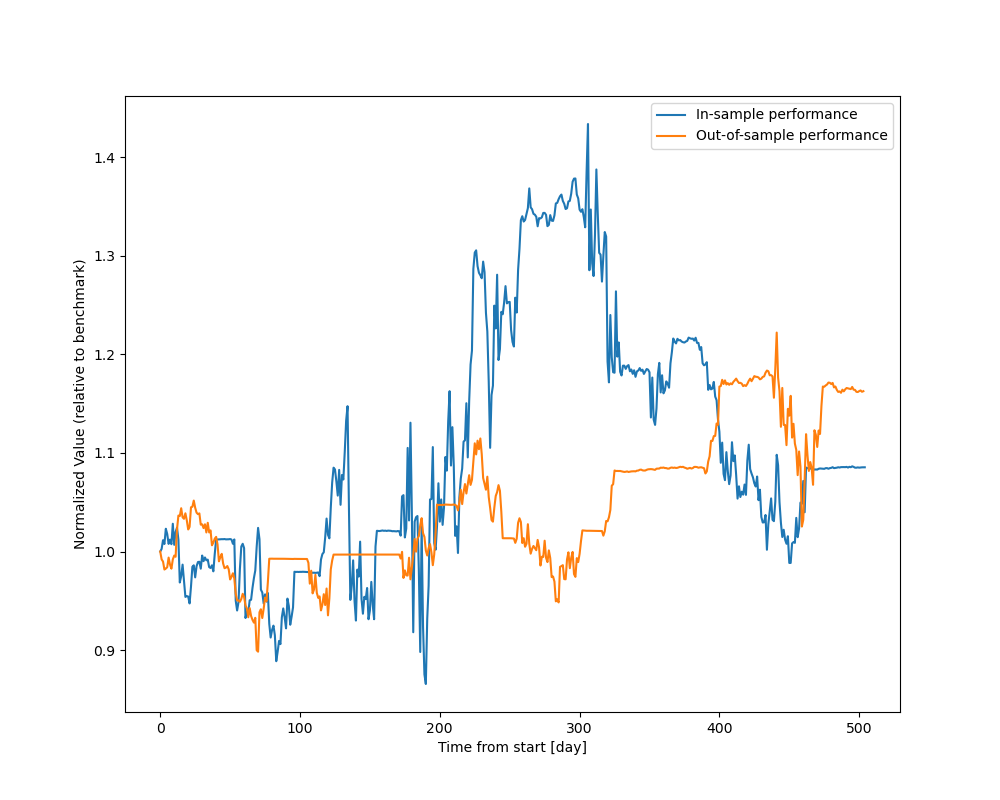 In-sample performance
Out-of-sample performance
1.4
1.3
1.2
1.1
1.0
0.9
Normalized Value (relative to benchmark)
0 100 200 300 400 500
Time from start [day]